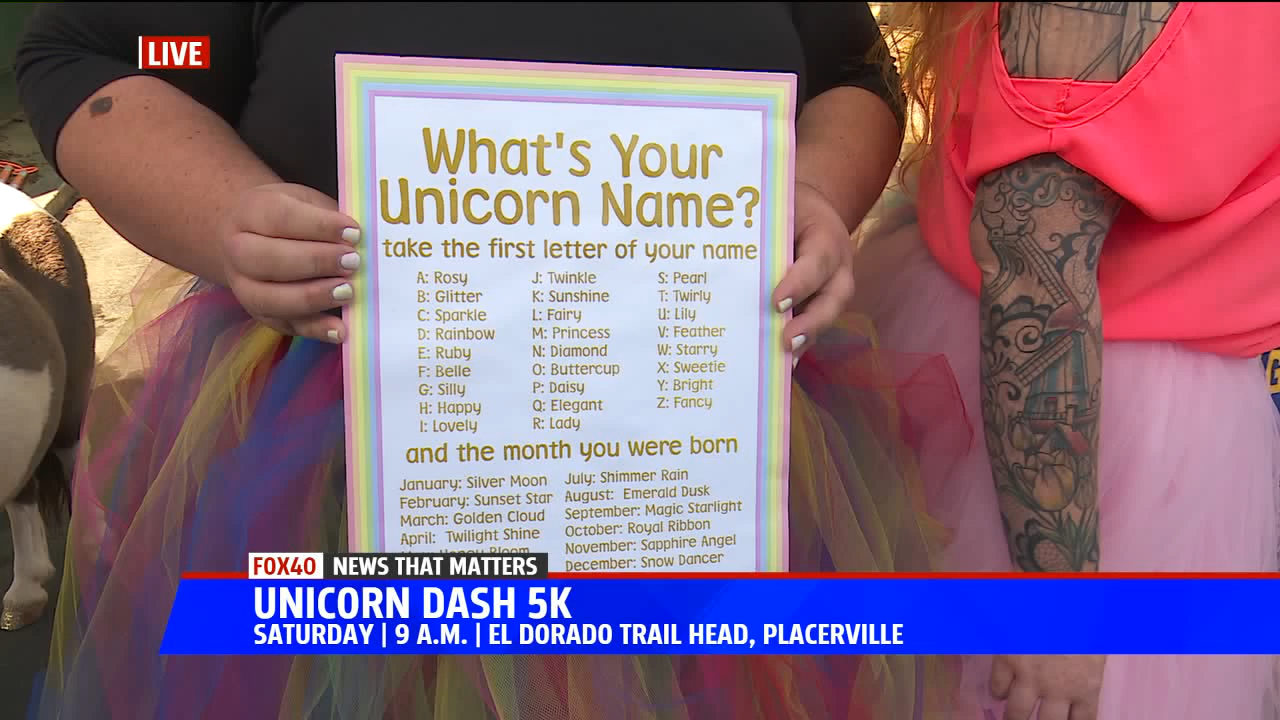 LIVE
What's Your
Unicorn Name?
take the first letter of your name
A: Rosy
B: Glitter
C: Sparkle
D: Rainbow
E: Ruby
F: Belle
G: Silly
H: Happy
I: Lovely
J: Twinkle
K: Sunshine
L: Fairy
M: Princess
N: Diamond
O: Buttercup
P: Daisy
Q: Elegant
R: Lady
S: Pearl
T: Twirly
U: Lily
V: Feather
W: Starry
X: Sweetie
Y: Bright
Z: Fancy
and the month you were born
January: Silver Moon
February: Sunset Star
March: Golden Cloud
April: Twilight Shine
July: Shimmer Rain
August: Emerald Dusk
September: Magic Starlight
October: Royal Ribbon
November: Sapphire Angel
December: Snow Dancer
FOX40 NEWS THAT MATTERS
UNICORN DASH 5K
SATURDAY | 9 A.M. | EL DORADO TRAIL HEAD, PLACERVILLE